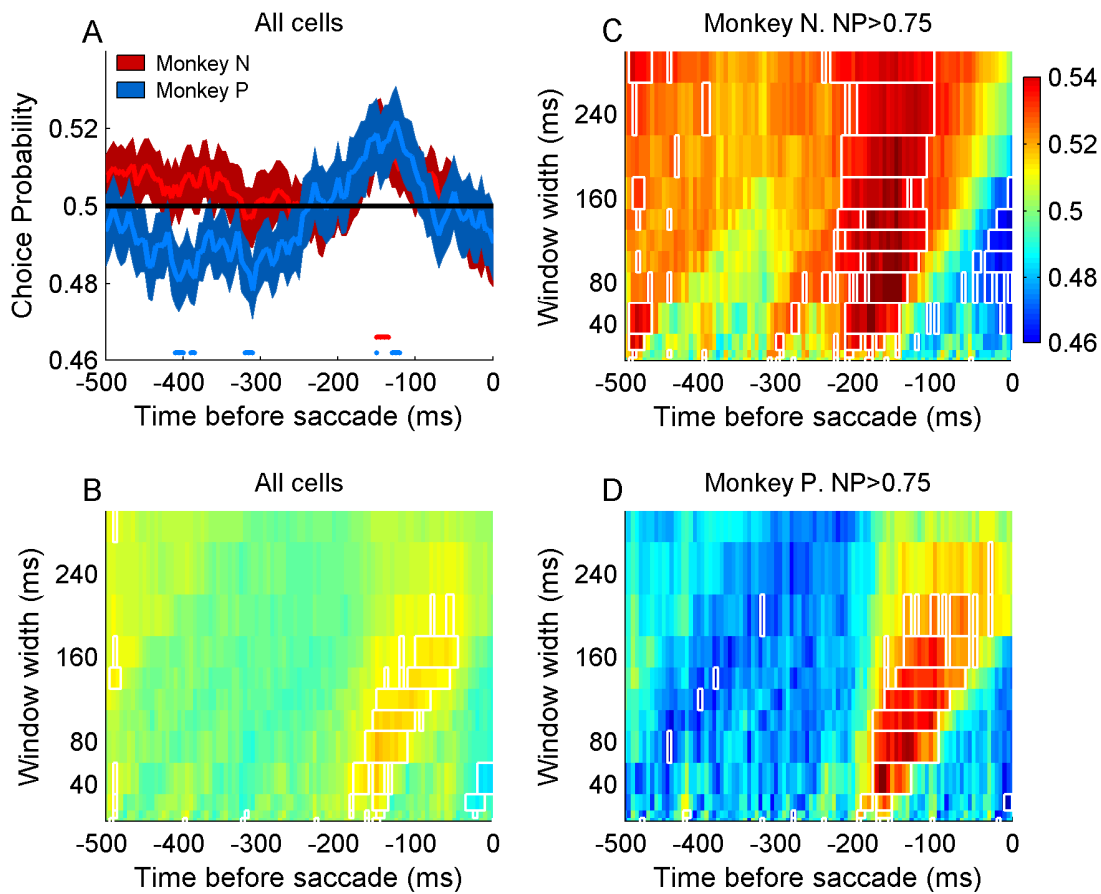 A
All cells
Monkey N
Monkey P
Choice Probability
0.52
0.5
0.48
0.46
-500 -400 -300 -200 -100 0
Time before saccade (ms)
C
Monkey N. NP>0.75
Window width (ms)
240
160
80
40
-500 -400 -300 -200 -100 0
Time before saccade (ms)
0.54
0.52
0.5
0.48
0.46
B
All cells
Window width (ms)
240
160
80
40
-500 -400 -300 -200 -100 0
Time before saccade (ms)
D
Monkey P. NP>0.75
Window width (ms)
240
160
80
40
-500 -400 -300 -200 -100 0
Time before saccade (ms)